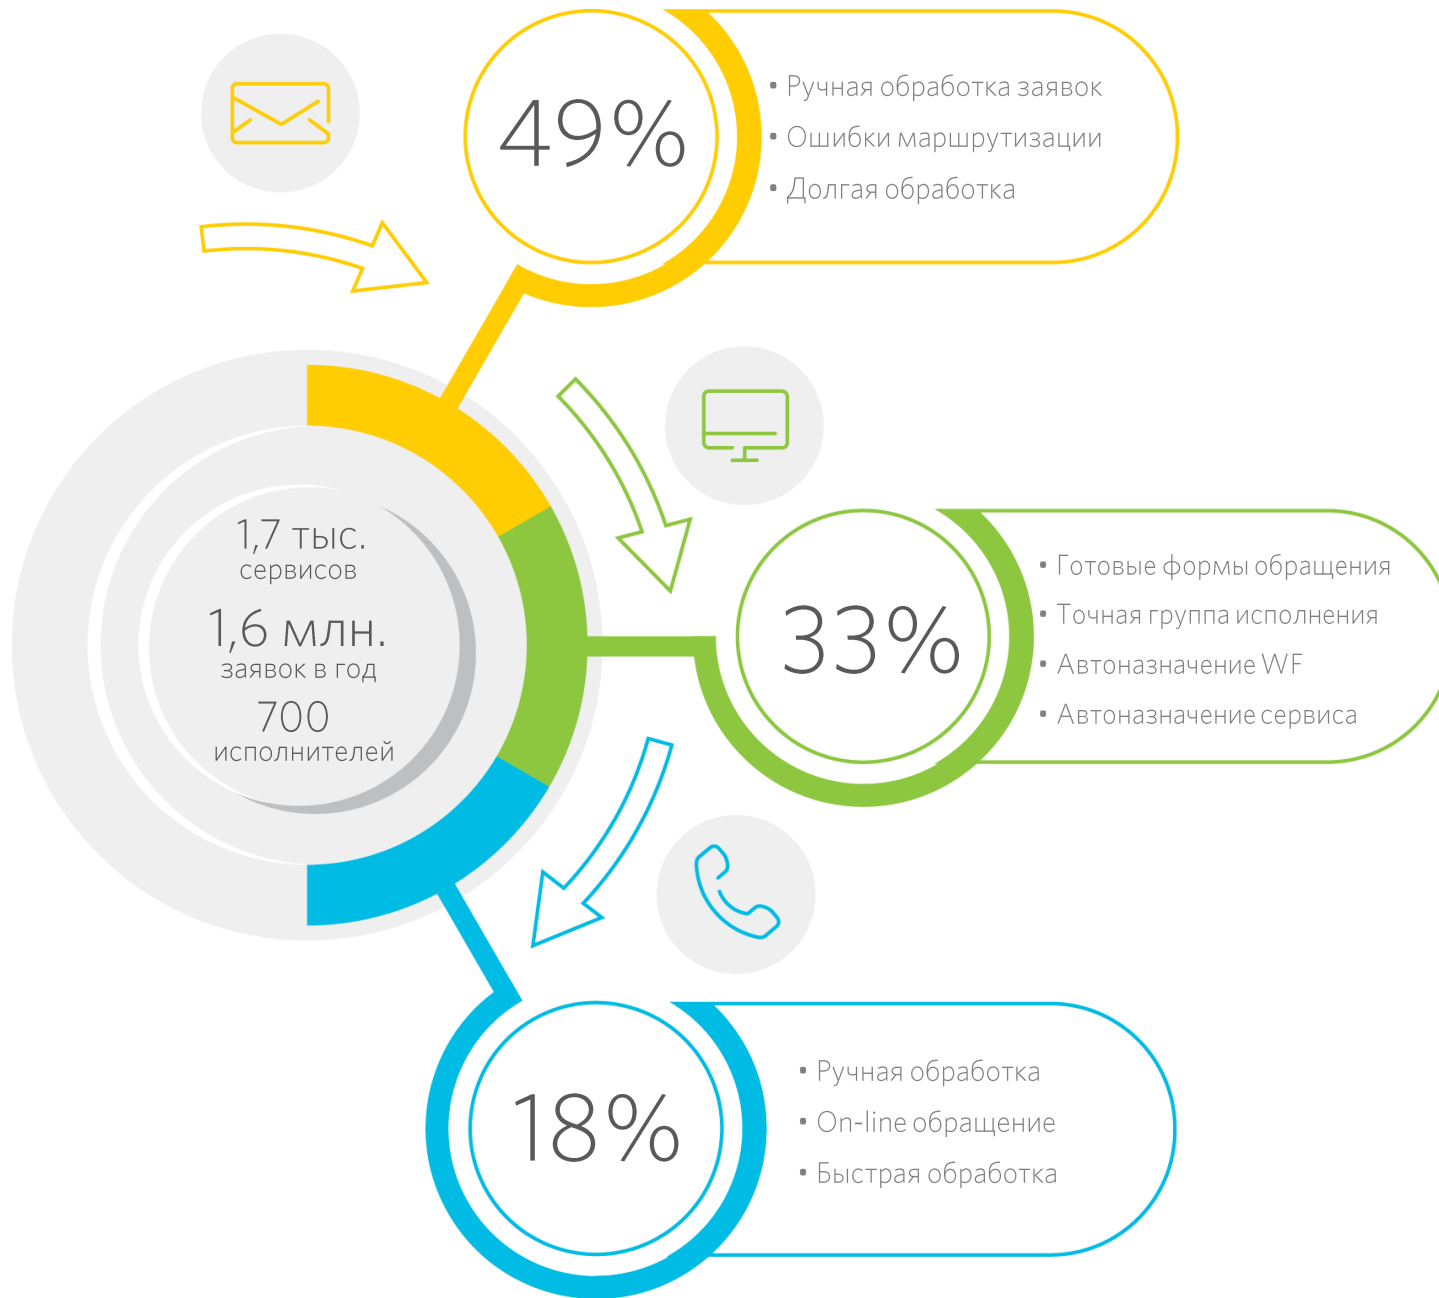 49%
• Ручная обработка заявок
• Ошибки маршрутизации
• Долгая обработка
1,7 тыс.
сервисов
1,6 млн.
заявок в год
700
исполнителей
33%
• Готовые формы обращения
• Точная группа исполнения
• Автоназначение WF
• Автоназначение сервиса
18%
• Ручная обработка
• On-line обращение
• Быстрая обработка